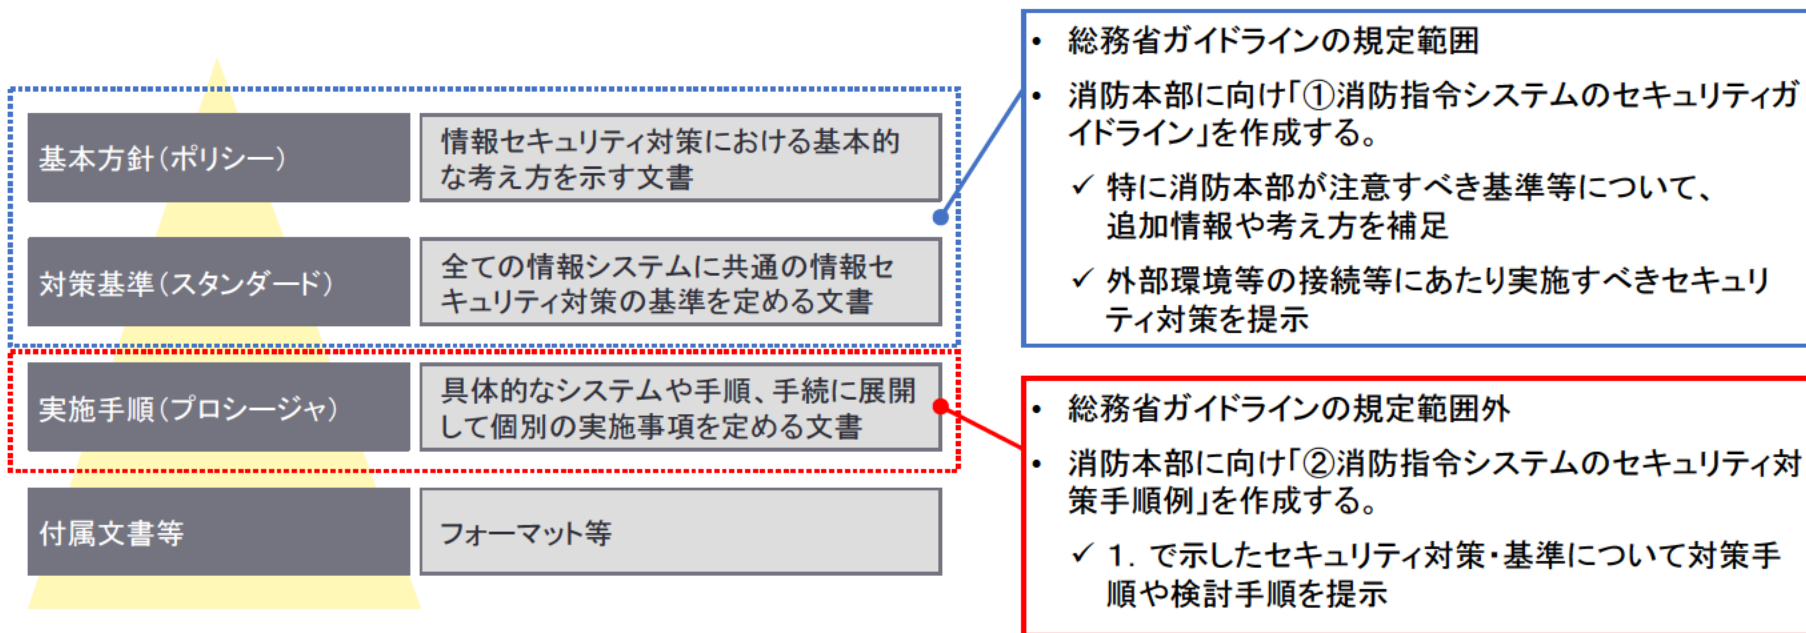 基本方針(ポリシー)
情報セキュリティ対策における基本的
な考え方を示す文書
対策基準(スタンダード)
全ての情報システムに共通の情報セ
キュリティ対策の基準を定める文書
実施手順(プロシージャ)
具体的なシステムや手順、手続に展開
して個別の実施事項を定める文書
付属文書等
フォーマット等
• 総務省ガイドラインの規定範囲
• 消防本部に向け「①消防指令システムのセキュリティガ
イドライン」を作成する。
✓ 特に消防本部が注意すべき基準等について、
追加情報や考え方を補足
✓ 外部環境等の接続等にあたり実施すべきセキュリ
ティ対策を提示
• 総務省ガイドラインの規定範囲外
• 消防本部に向け「②消防指令システムのセキュリティ対
策手順例」を作成する。
✓ 1. で示したセキュリティ対策・基準について対策手
順や検討手順を提示